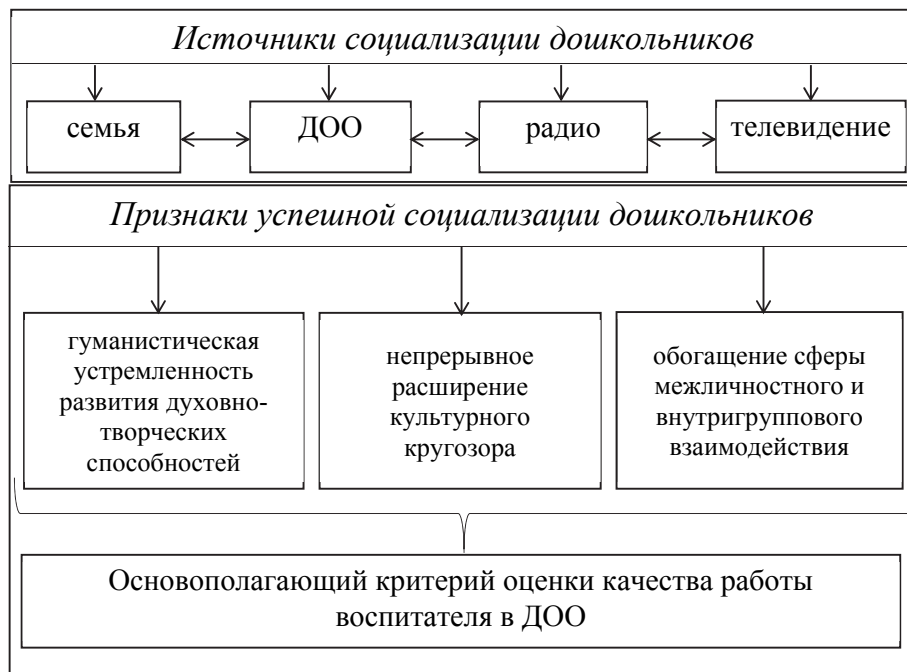 Источники социализации дошкольников
семья
ДОО
радио
телевидение
Признаки успешной социализации дошкольников
гуманистическая
устремленность
развития духовно-
творческих
способностей
непрерывное
расширение
культурного
кругозора
обогащение сферы
межличностного и
внутригруппового
взаимодействия
Основополагающий критерий оценки качества работы
воспитателя в ДОО